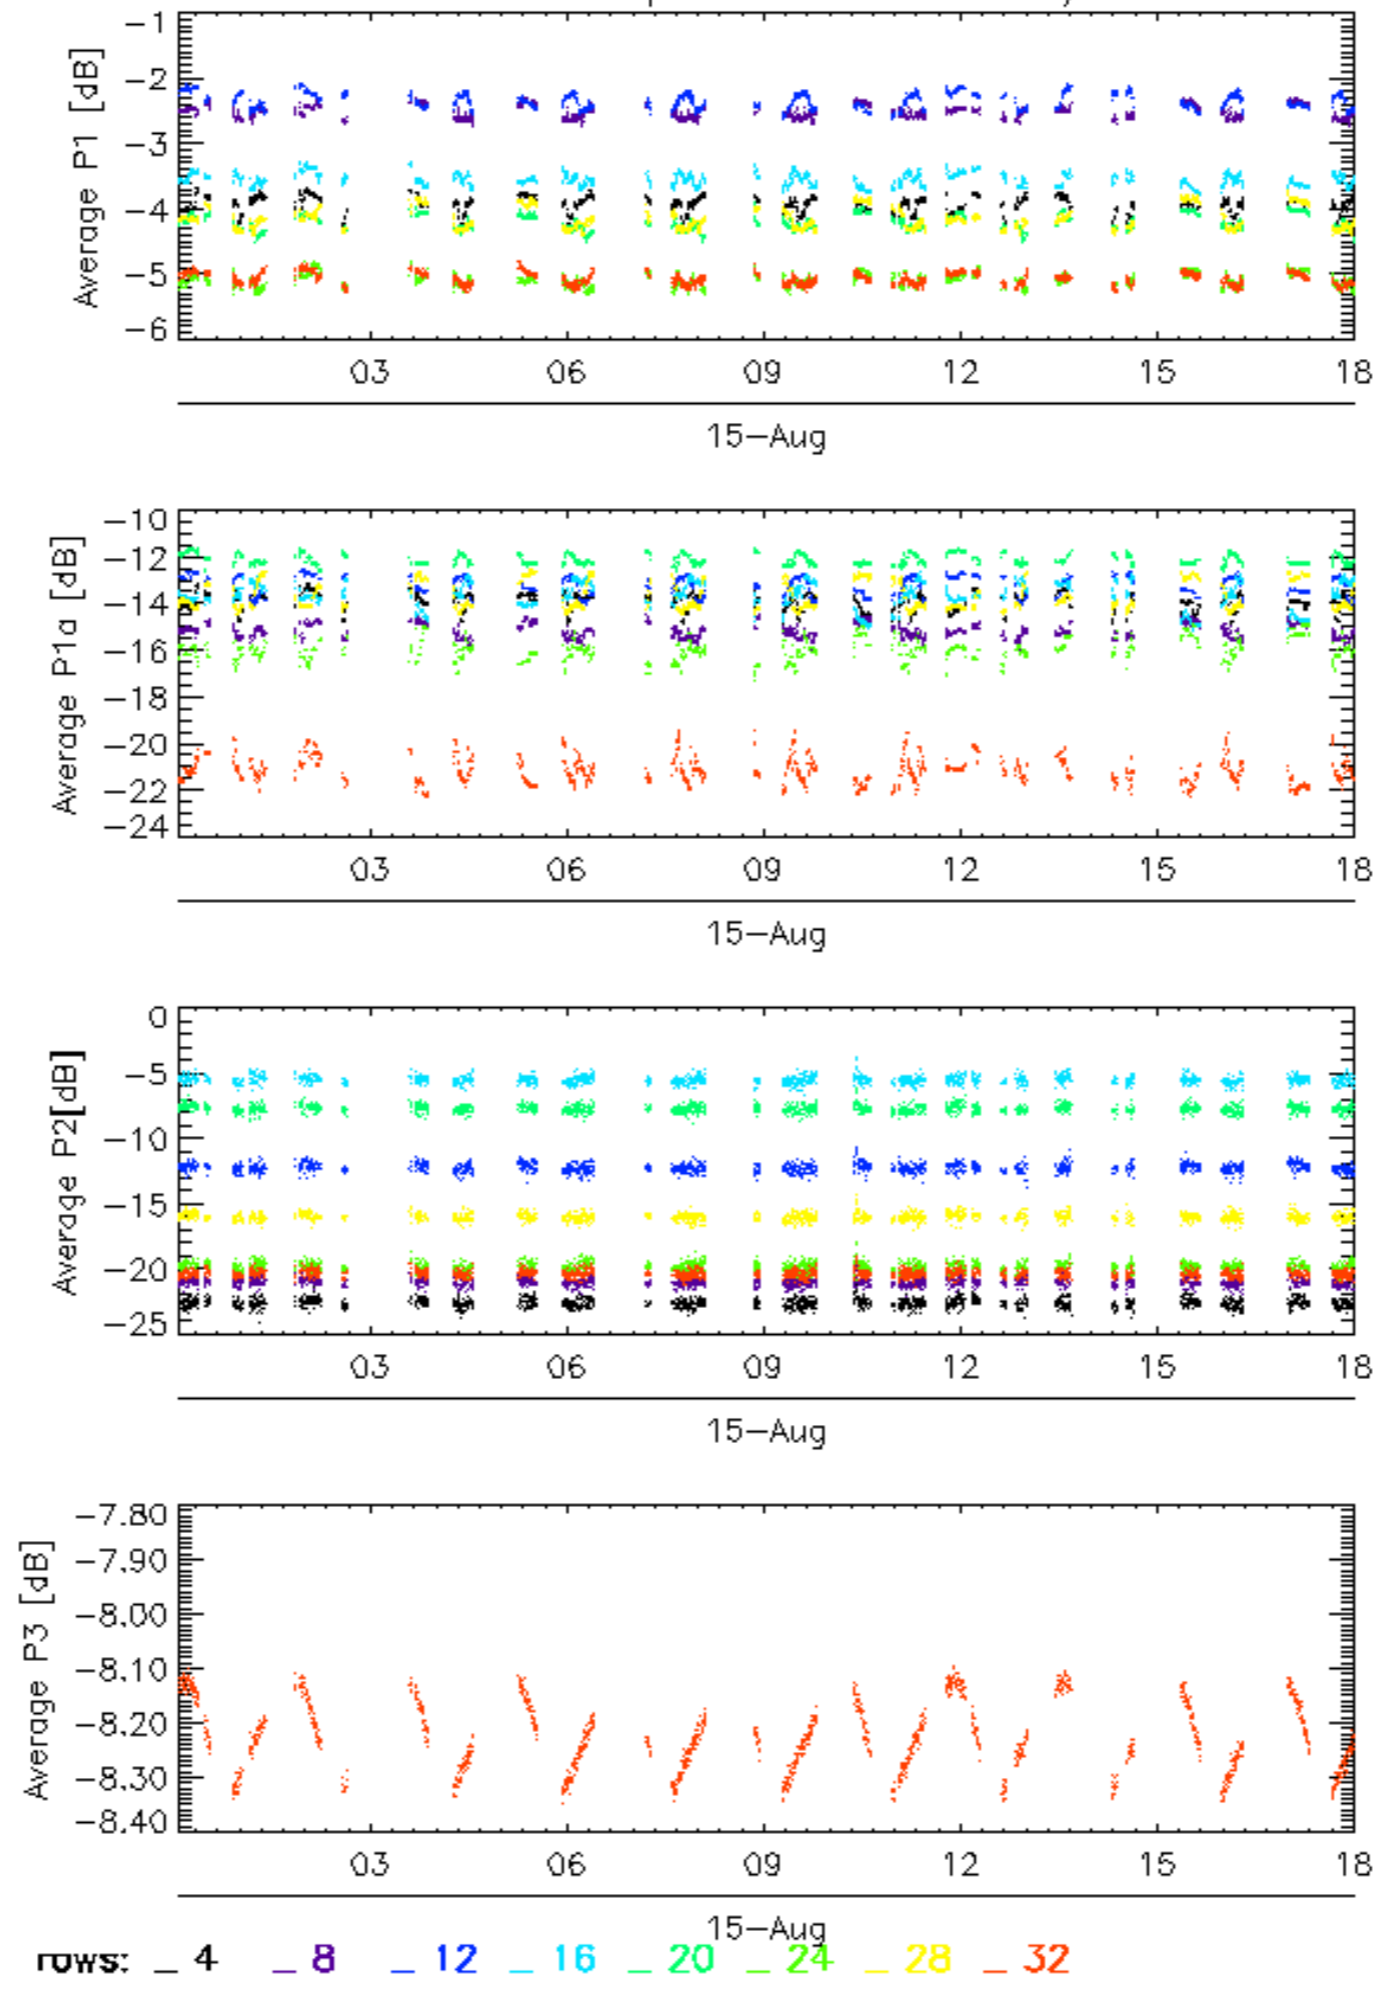 Average P1 [dB]
−1
−2
−3
−4
−5
−6
03 06 09 12 15 18
15−Aug
Average P1a [dB]
−10
−12
−14
−16
−18
−20
−22
−24
03 06 09 12 15 18
15−Aug
Average P2[dB]
0
−5
−10
−15
−20
−25
03 06 09 12 15 18
15−Aug
Average P3 [dB]
−7.80
−7.90
−8.00
−8.10
−8.20
−8.30
−8.40
03 06 09 12 15 18
15−Aug
rows: _ 4 _ 8 _ 12 _ 16 _ 20 _ 24 _ 28 _ 32